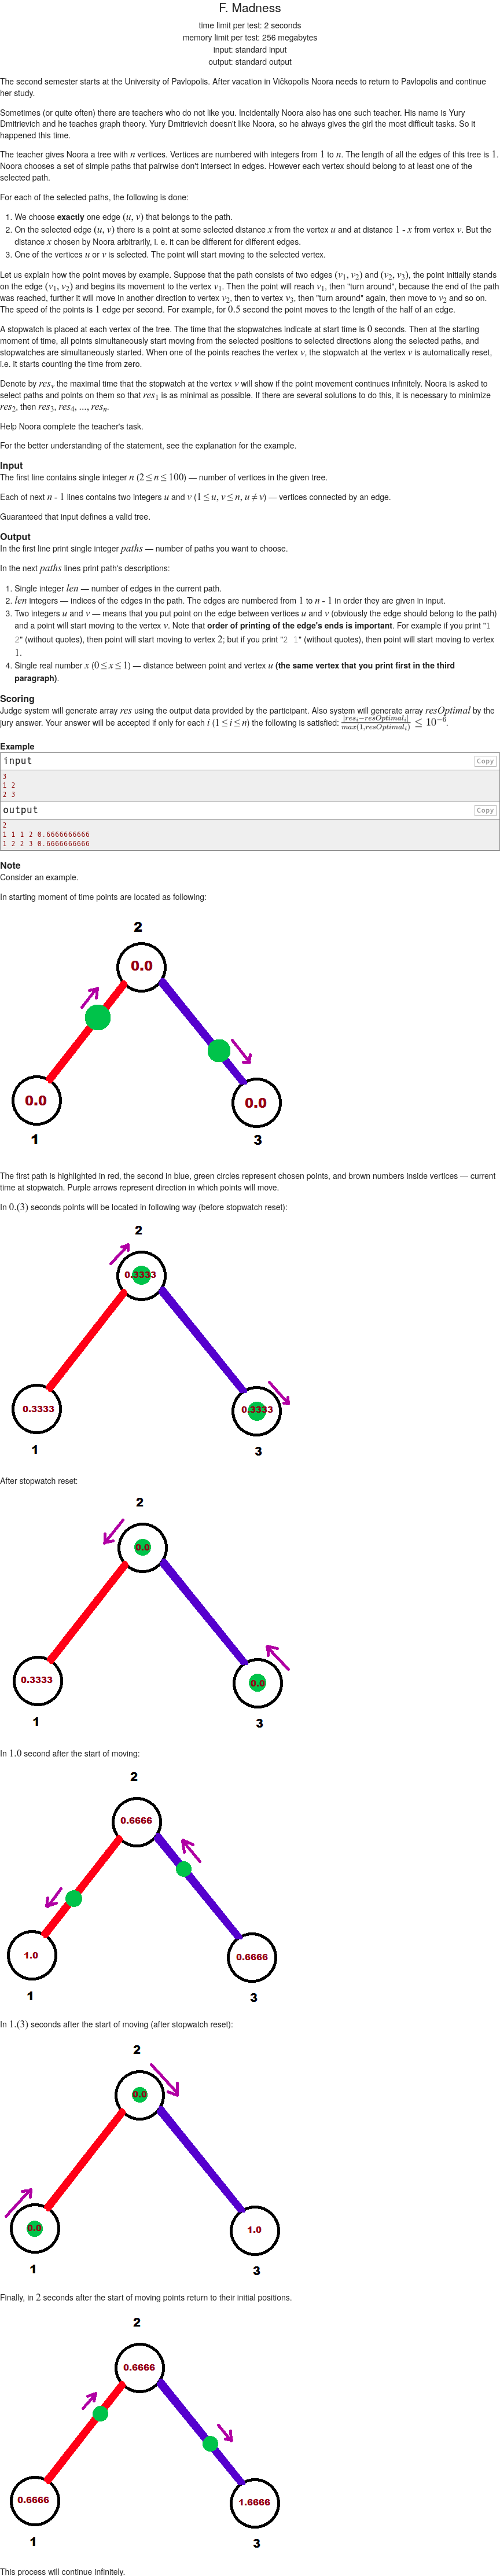 F. Madness
time limit per test: 2 seconds
memory limit per test: 256 megabytes
input: standard input
output: standard output
The second semester starts at the University of Pavlopolis. After vacation in Vičkopolis Noora needs to return to Pavlopolis and continue
her study.
Sometimes (or quite often) there are teachers who do not like you. Incidentally Noora also has one such teacher. His name is Yury
Dmitrievich and he teaches graph theory. Yury Dmitrievich doesn't like Noora, so he always gives the girl the most difficult tasks. So it
happened this time.
The teacher gives Noora a tree with n vertices. Vertices are numbered with integers from 1 to n. The length of all the edges of this tree is 1.
Noora chooses a set of simple paths that pairwise don't intersect in edges. However each vertex should belong to at least one of the
selected path.
For each of the selected paths, the following is done:
1. We choose exactly one edge (u, v) that belongs to the path.
2. On the selected edge (u, v) there is a point at some selected distance x from the vertex u and at distance 1 - x from vertex v. But the
distance x chosen by Noora arbitrarily, i. e. it can be different for different edges.
3. One of the vertices u or v is selected. The point will start moving to the selected vertex.
Let us explain how the point moves by example. Suppose that the path consists of two edges (v1, v2) and (v2, v3), the point initially stands
on the edge (v1, v2) and begins its movement to the vertex v1. Then the point will reach v1, then "turn around", because the end of the path
was reached, further it will move in another direction to vertex v2, then to vertex v3, then "turn around" again, then move to v2 and so on.
The speed of the points is 1 edge per second. For example, for 0.5 second the point moves to the length of the half of an edge.
A stopwatch is placed at each vertex of the tree. The time that the stopwatches indicate at start time is 0 seconds. Then at the starting
moment of time, all points simultaneously start moving from the selected positions to selected directions along the selected paths, and
stopwatches are simultaneously started. When one of the points reaches the vertex v, the stopwatch at the vertex v is automatically reset,
i.e. it starts counting the time from zero.
Denote by resv the maximal time that the stopwatch at the vertex v will show if the point movement continues infinitely. Noora is asked to
select paths and points on them so that res1 is as minimal as possible. If there are several solutions to do this, it is necessary to minimize
res2, then res3, res4, ..., resn.
Help Noora complete the teacher's task.
For the better understanding of the statement, see the explanation for the example.
Input
The first line contains single integer n (2 ≤ n ≤ 100) — number of vertices in the given tree.
Each of next n - 1 lines contains two integers u and v (1 ≤ u, v ≤ n, u ≠ v) — vertices connected by an edge.
Guaranteed that input defines a valid tree.
Output
In the first line print single integer paths — number of paths you want to choose.
In the next paths lines print path's descriptions:
1. Single integer len — number of edges in the current path.
2. len integers — indices of the edges in the path. The edges are numbered from 1 to n - 1 in order they are given in input.
3. Two integers u and v — means that you put point on the edge between vertices u and v (obviously the edge should belong to the path)
and a point will start moving to the vertex v. Note that order of printing of the edge's ends is important. For example if you print "1
2" (without quotes), then point will start moving to vertex 2; but if you print "2 1" (without quotes), then point will start moving to vertex
1.
4. Single real number x (0 ≤ x ≤ 1) — distance between point and vertex u (the same vertex that you print first in the third
paragraph).
Scoring
Judge system will generate array res using the output data provided by the participant. Also system will generate array resOptimal by the
jury answer. Your answer will be accepted if only for each i (1 ≤ i ≤ n) the following is satisfied: |resi−resOptimali| / max(1,resOptimali) ≤ 10−6.
Example
input
Copy
3
1 2
2 3
output
Copy
2
1 1 1 2 0.6666666666
1 2 2 3 0.6666666666
Note
Consider an example.
In starting moment of time points are located as following:
2
0.0
0.0
0.0
1
3
The first path is highlighted in red, the second in blue, green circles represent chosen points, and brown numbers inside vertices — current
time at stopwatch. Purple arrows represent direction in which points will move.
In 0.(3) seconds points will be located in following way (before stopwatch reset):
2
0.3333
0.3333
0.3333
1
3
After stopwatch reset:
2
0.0
0.3333
0.0
1
3
In 1.0 second after the start of moving:
2
0.6666
1.0
0.6666
1
3
In 1.(3) seconds after the start of moving (after stopwatch reset):
2
0.0
0.0
1.0
1
3
Finally, in 2 seconds after the start of moving points return to their initial positions.
2
0.6666
0.6666
1.6666
1
3
This process will continue infinitely.